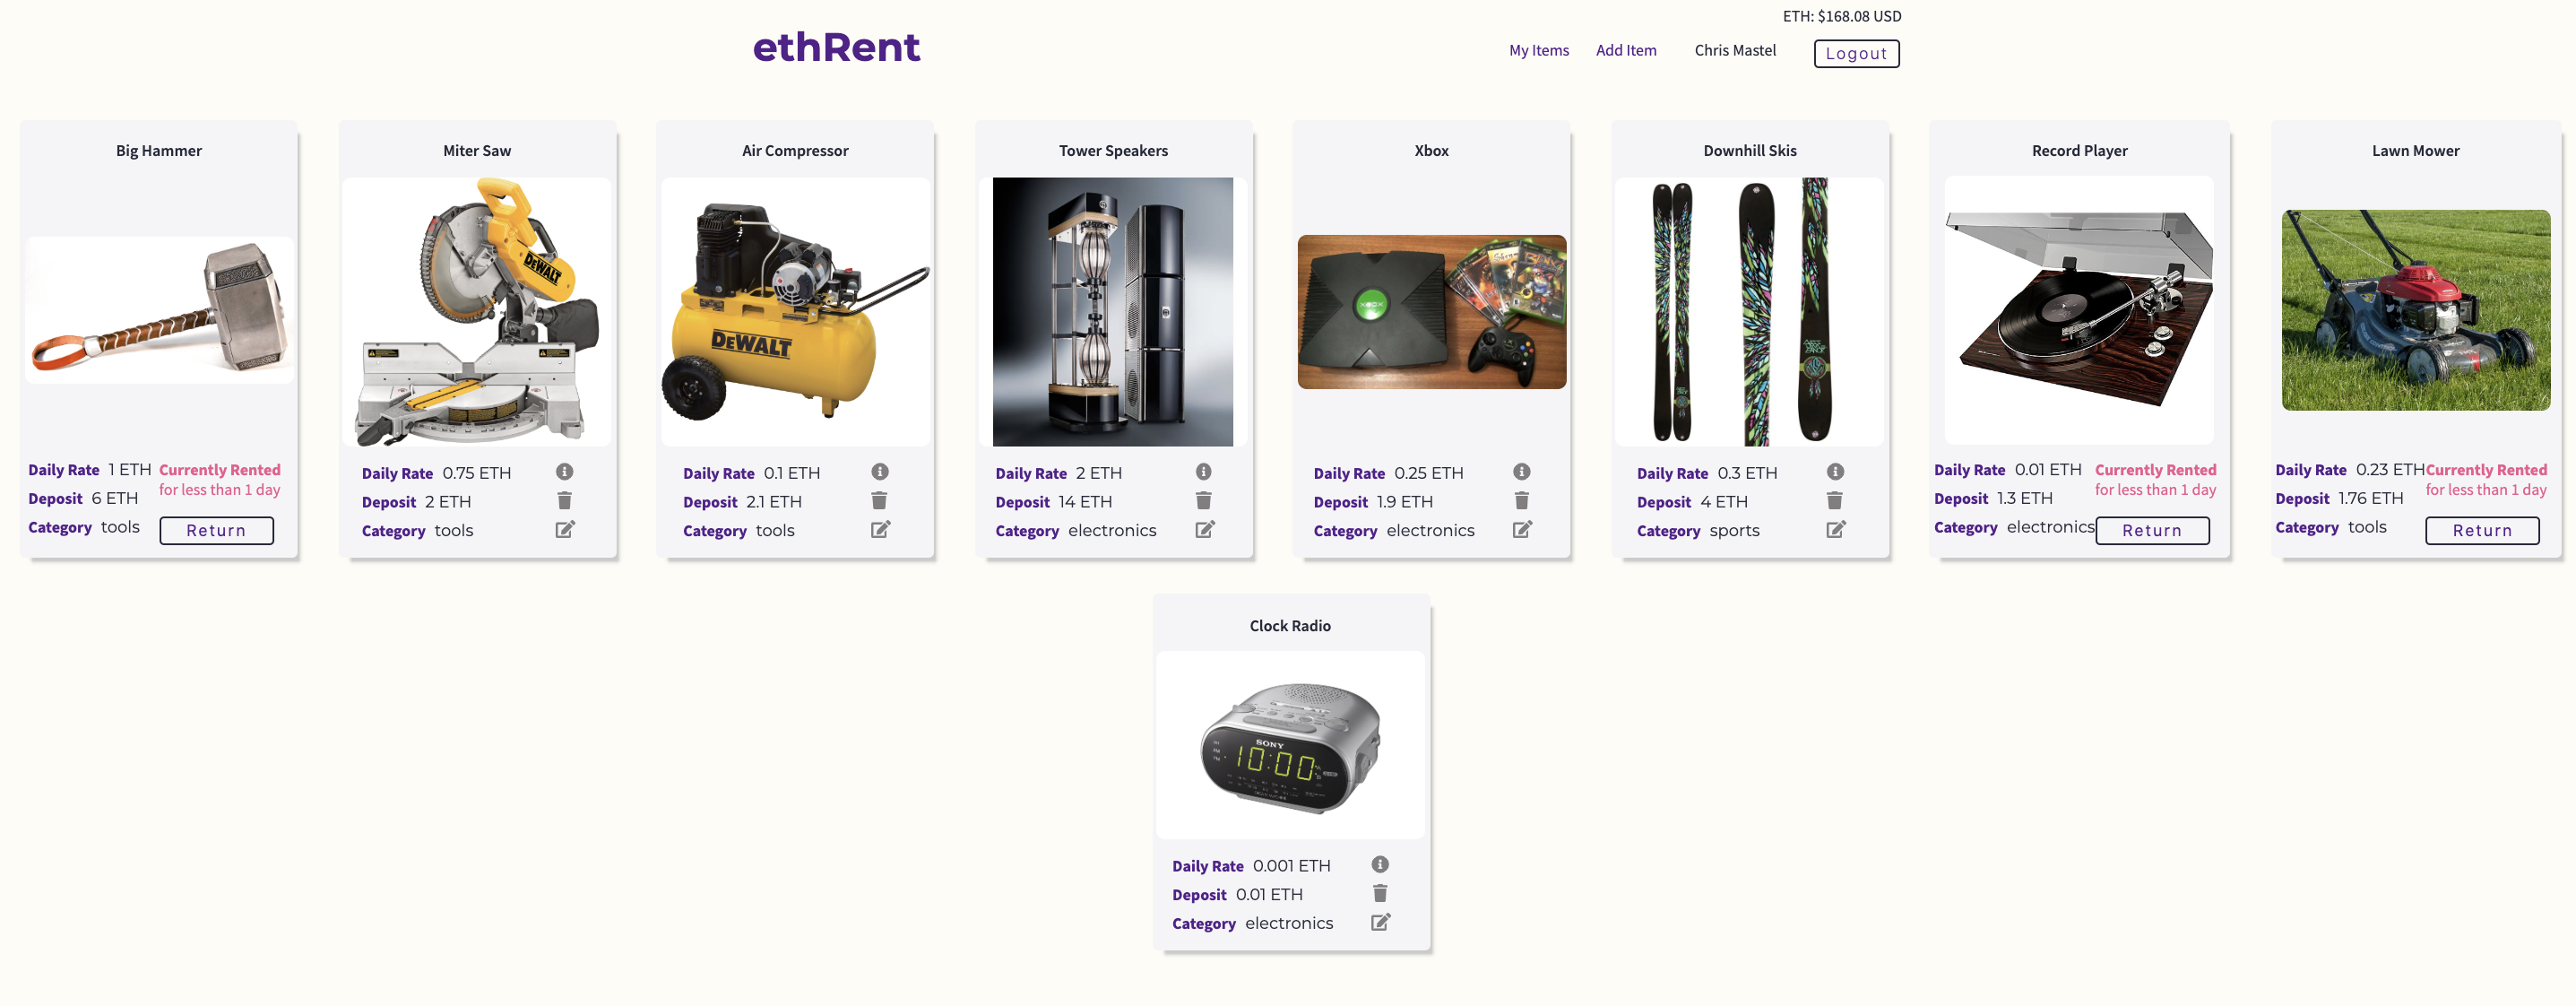 ETH: $168.08 USD
ethRent
My Items
Add Item
Chris Mastel
Logout
Big Hammer
Daily Rate 1 ETH
Currently Rented
for less than 1 day
Deposit 6 ETH
Category tools
Return
Miter Saw
DEWALT
Daily Rate 0.75 ETH
Deposit 2 ETH
Category tools
Air Compressor
DEWALT
Daily Rate 0.1 ETH
Deposit 2.1 ETH
Category tools
Tower Speakers
Daily Rate 2 ETH
Deposit 14 ETH
Category electronics
Xbox
XBOX
Daily Rate 0.25 ETH
Deposit 1.9 ETH
Category electronics
Downhill Skis
Daily Rate 0.3 ETH
Deposit 4 ETH
Category sports
Record Player
Daily Rate 0.01 ETH
Currently Rented
for less than 1 day
Deposit 1.3 ETH
Category electronics
Return
Lawn Mower
Daily Rate 0.23 ETH
Currently Rented
for less than 1 day
Deposit 1.76 ETH
Category tools
Return
Clock Radio
SONY
10:00
Daily Rate 0.001 ETH
Deposit 0.01 ETH
Category electronics